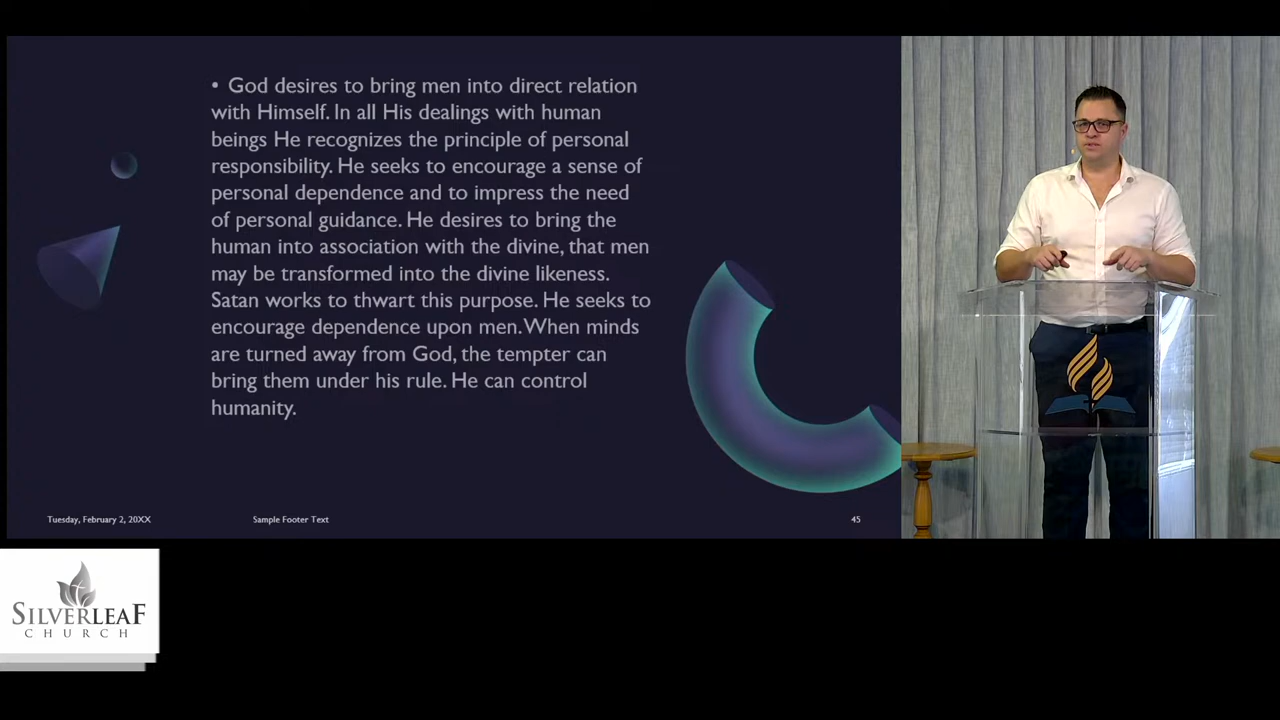 • God desires to bring men into direct relation
with Himself. In all His dealings with human
beings He recognizes the principle of personal
responsibility. He seeks to encourage a sense of
personal dependence and to impress the need
of personal guidance. He desires to bring the
human into association with the divine, that men
may be transformed into the divine likeness.
Satan works to thwart this purpose. He seeks to
encourage dependence upon men. When minds
are turned away from God, the tempter can
bring them under his rule. He can control
humanity.
Tuesday, February 2, 20XX
Sample Footer Text
45
SILVERLEAF
CHURCH